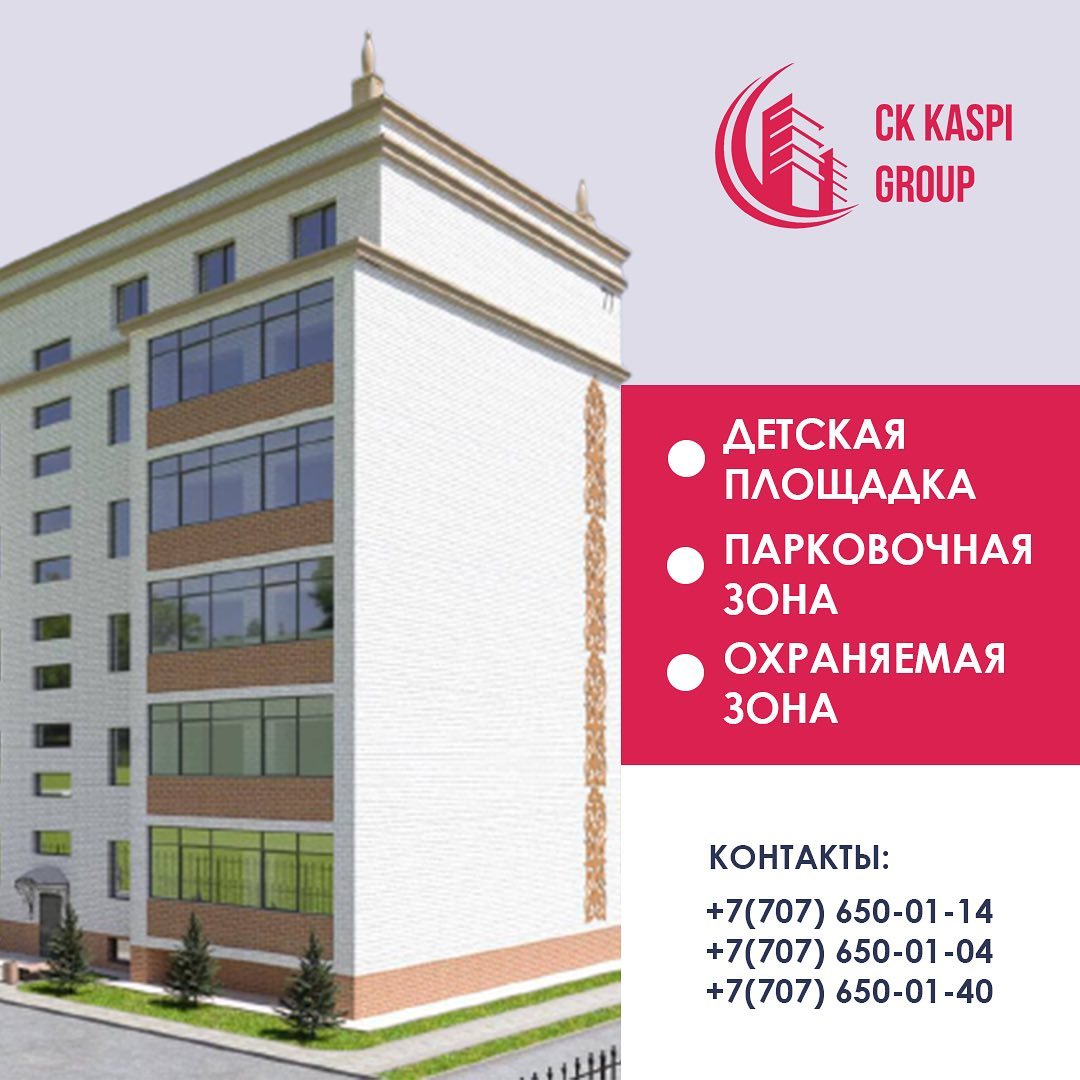 CK KASPI
GROUP
ДЕТСКАЯ
ПЛОЩАДКА
ПАРКОВОЧНАЯ
ЗОНА
ОХРАНЯЕМАЯ
ЗОНА
КОНТАКТЫ:
+7(707) 650-01-14
+7(707) 650-01-04
+7(707) 650-01-40